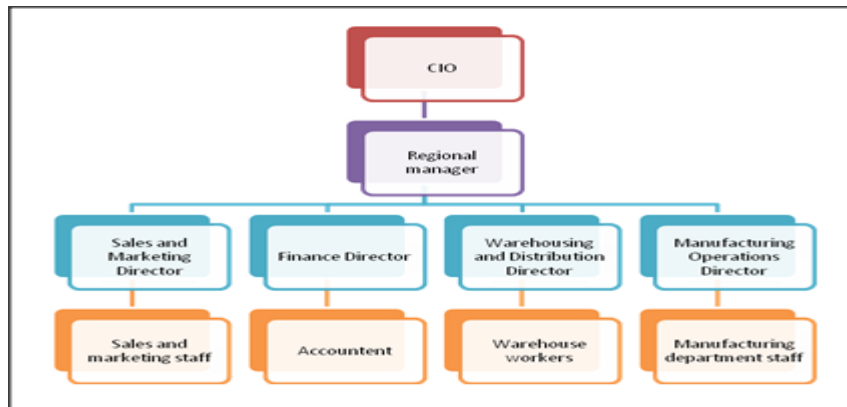 CIO
Regional
manager
Sales and
Marketing
Director
Finance Director
Warehousing
and Distribution
Director
Manufacturing
Operations
Director
Sales and
marketing staff
Accountent
Warehouse
workers
Manufacturing
department staff